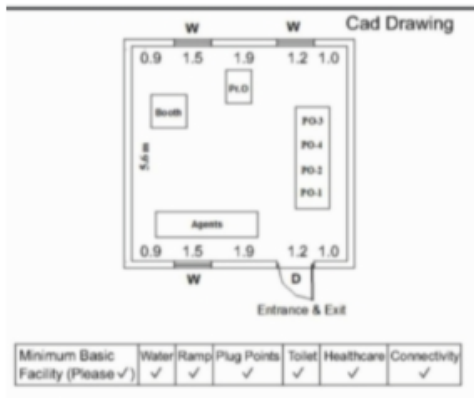 Cad Drawing
W W
0.9 1.5 1.9 1.2 1.0
Pr.O
Booth
PO-3
5.6 m
PO-4
PO-2
PO-1
Agents
0.9 1.5 1.9 1.2 1.0
W D
Entrance & Exit
Minimum Basic Facility (Please ✓) Water Ramp Plug Points Toilet Healthcare Connectivity
✓ ✓ ✓ ✓ ✓ ✓